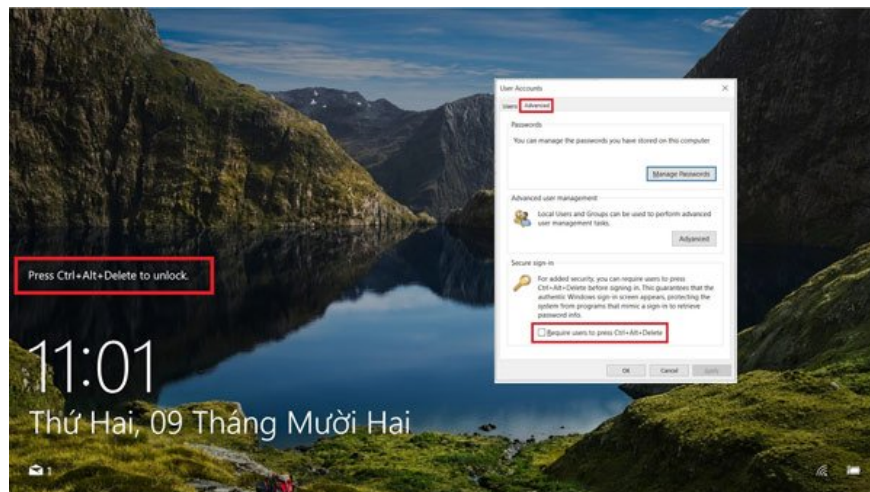 Press Ctrl+Alt+Delete to unlock.
11:01
Thứ Hai, 09 Tháng Mười Hai
1
User Accounts
Users Advanced
Passwords
You can manage the passwords you have stored on this computer
Manage Passwords
Advanced user management
Local Users and Groups can be used to perform advanced
user management tasks.
Advanced
Secure sign-in
For added security, you can require users to press
Ctrl+Alt+Delete before signing in. This guarantees that the
authentic Windows sign-in screen appears, protecting the
system from programs that mimic a sign-in to retrieve
password info.
Require users to press Ctrl+Alt+Delete
OK Cancel Apply